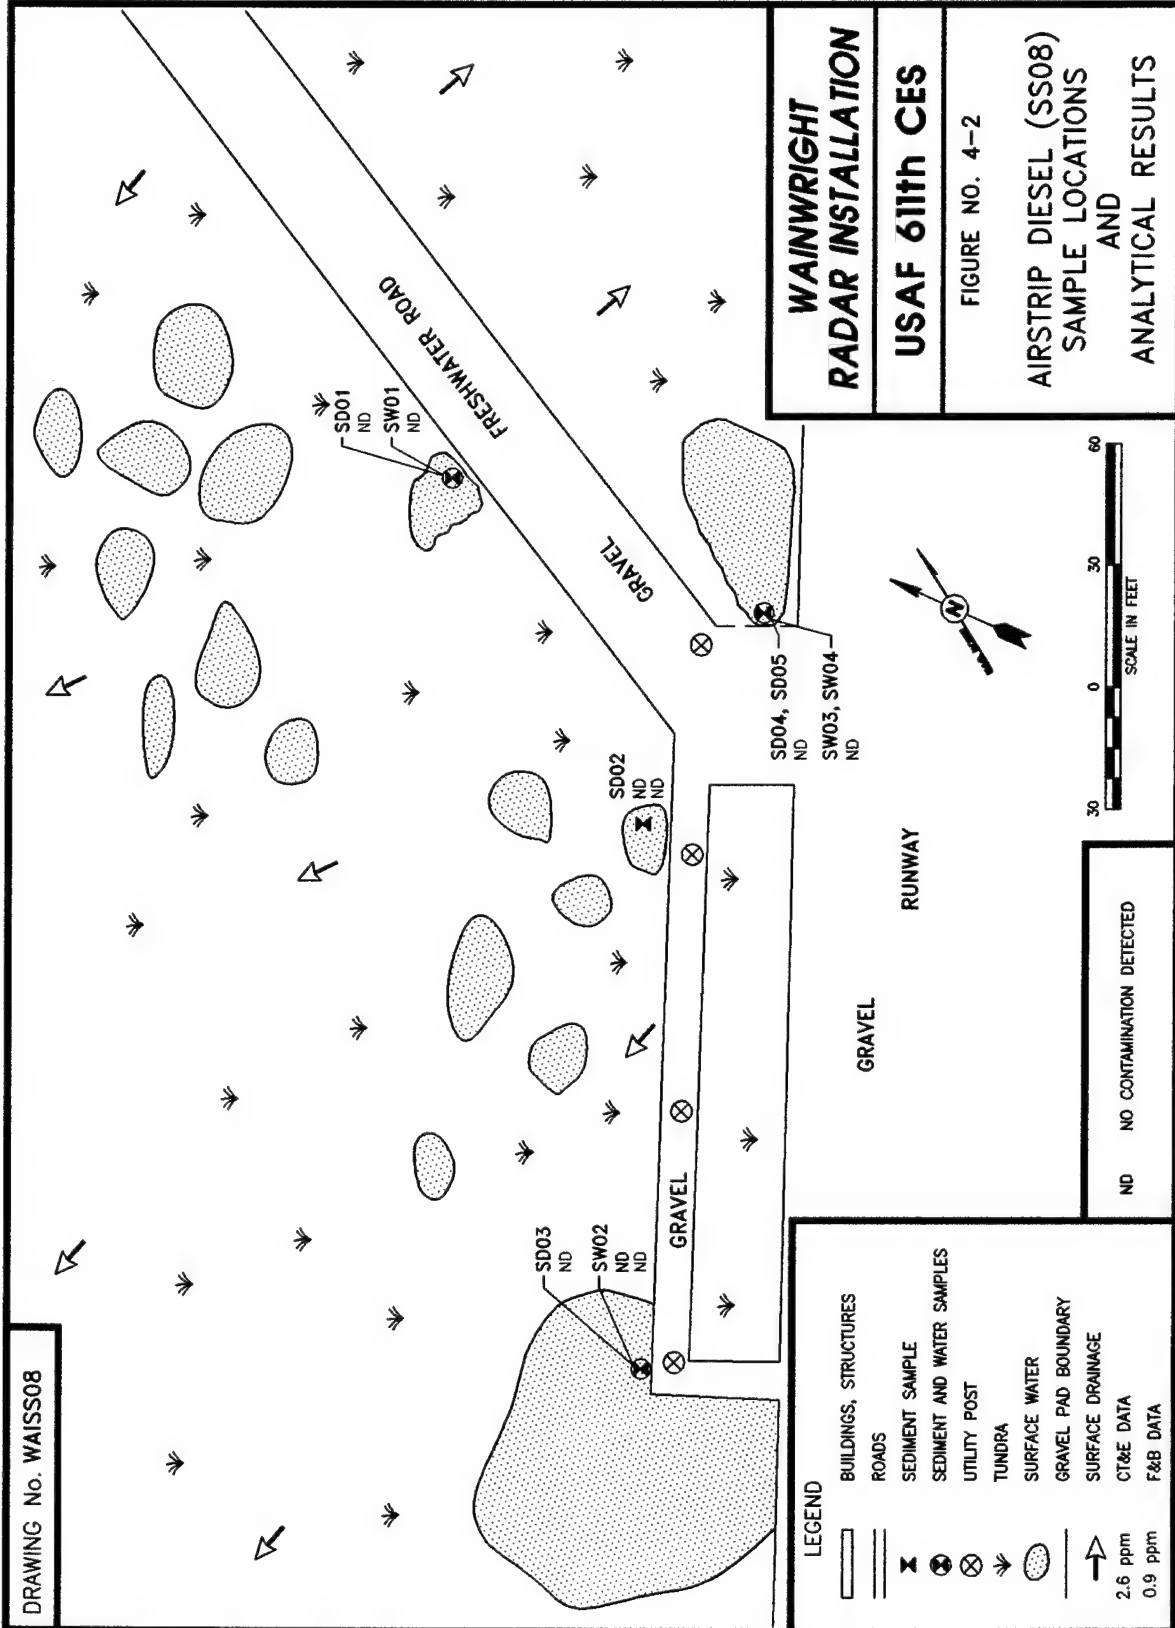 DRAWING No. WAISS08
SD03
ND
SW02
ND
ND
SD02
ND
ND
SD01
ND
SW01
ND
FRESHWATER ROAD
GRAVEL
GRAVEL
SD04, SD05
ND
SW03, SW04
ND
GRAVEL
RUNWAY
N
LEGEND
BUILDINGS, STRUCTURES
ROADS
SEDIMENT SAMPLE
SEDIMENT AND WATER SAMPLES
UTILITY POST
TUNDRA
SURFACE WATER
GRAVEL PAD BOUNDARY
SURFACE DRAINAGE
2.6 ppm CT&E DATA
0.9 ppm F&B DATA
ND NO CONTAMINATION DETECTED
30 0 30 60
SCALE IN FEET
WAINWRIGHT
RADAR INSTALLATION
USAF 611th CES
FIGURE NO. 4-2
AIRSTRIP DIESEL (SS08)
SAMPLE LOCATIONS
AND
ANALYTICAL RESULTS